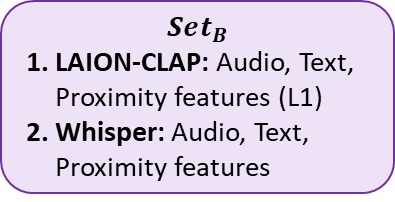 Set_B
1. LAION-CLAP: Audio, Text,
Proximity features (L1)
2. Whisper: Audio, Text,
Proximity features